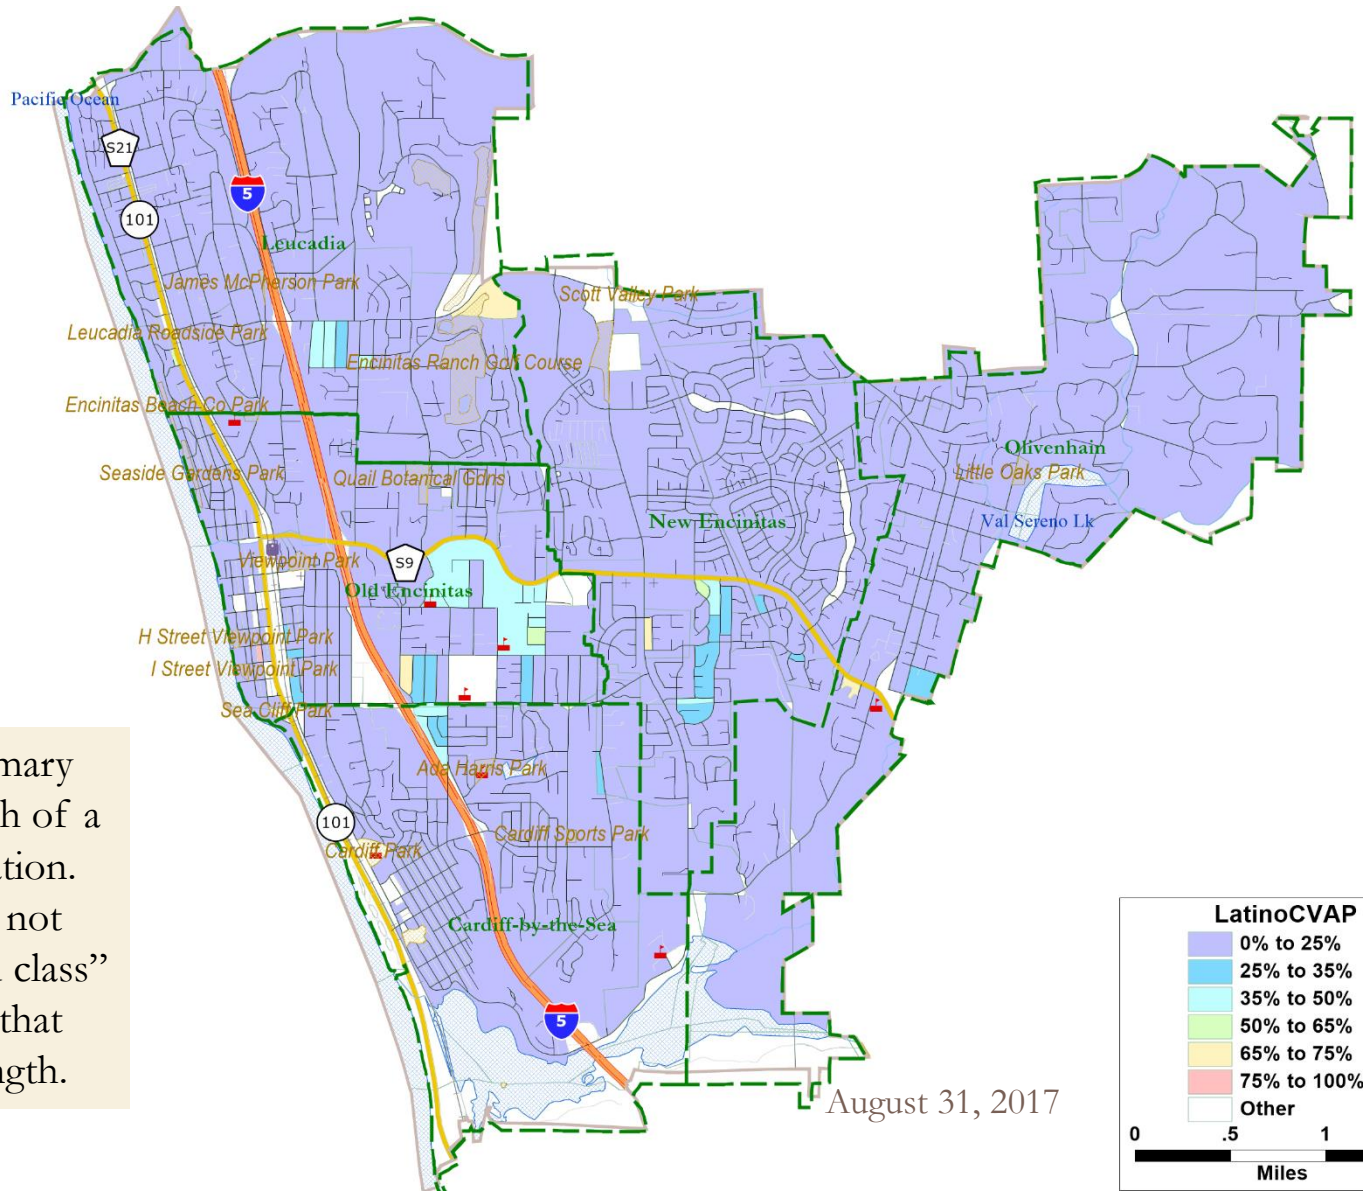 Pacific Ocean
S21
5
101
Leucadia
James McPherson Park
Scott Valley Park
Leucadia Roadside Park
Encinitas Ranch Golf Course
Encinitas Beach Co Park
Olivenhain
Seaside Gardens Park
Quail Botanical Gdns
Little Oaks Park
New Encinitas
Val Sereno Lk
Viewpoint Park
S9
Old Encinitas
H Street Viewpoint Park
I Street Viewpoint Park
Sea Cliff Park
mary
h of a
ation.
not
class”
that
ngth.
Ada Harris Park
101
Cardiff Sports Park
Cardiff Park
Cardiff-by-the-Sea
5
August 31, 2017
LatinoCVAP
0% to 25%
25% to 35%
35% to 50%
50% to 65%
65% to 75%
75% to 100%
Other
0 .5 1
Miles